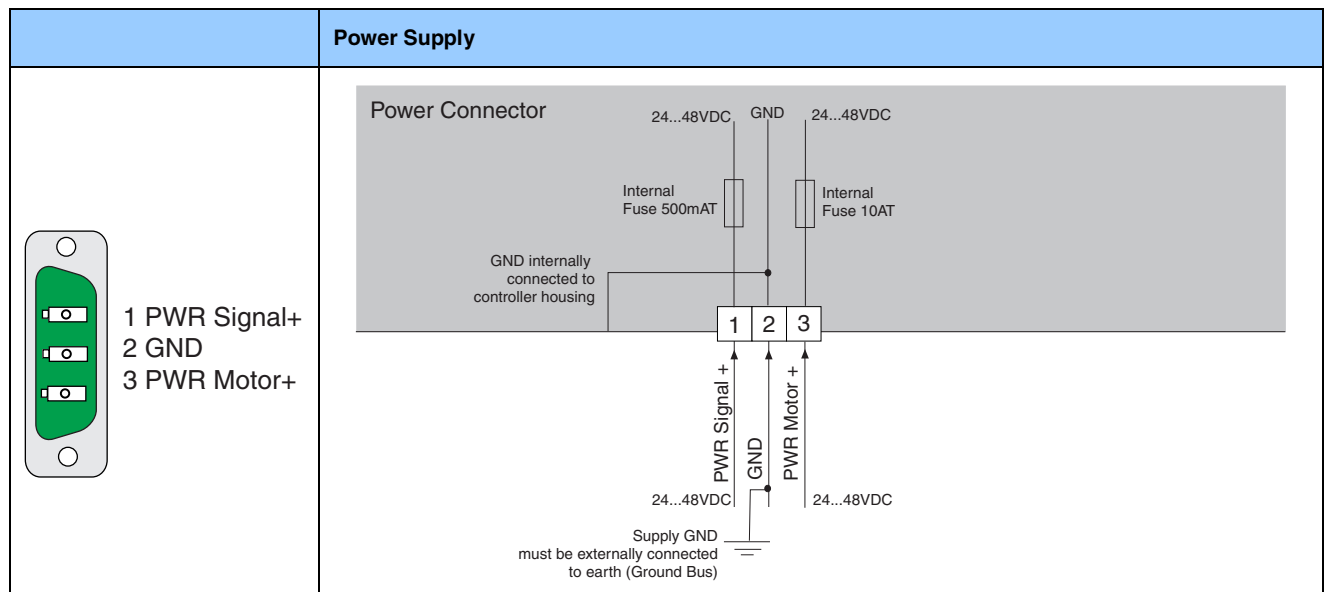 Power Supply
1 PWR Signal+
2 GND
3 PWR Motor+
Power Connector
24...48VDC
GND
24...48VDC
Internal
Fuse 500mAT
Internal
Fuse 10AT
GND internally
connected to
controller housing
1
2
3
PWR Signal +
GND
PWR Motor +
24...48VDC
24...48VDC
Supply GND
must be externally connected
to earth (Ground Bus)